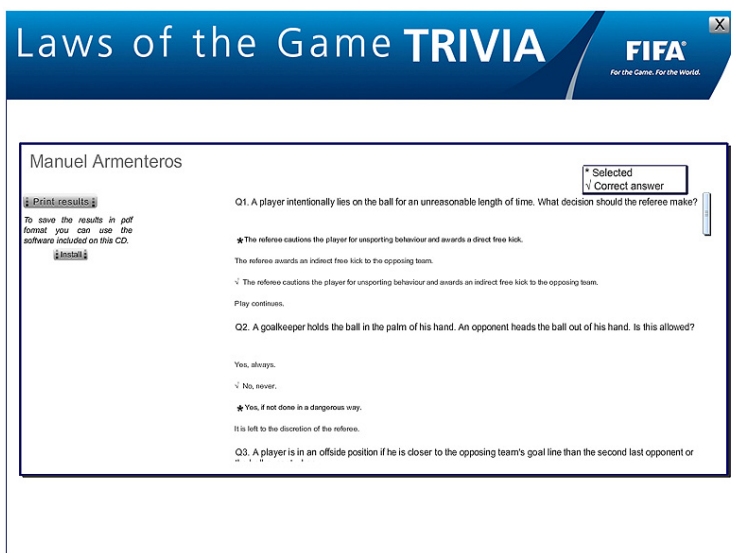 Laws of the Game TRIVIA
X
FIFA®
For the Game. For the World.
Manuel Armenteros
* Selected
√ Correct answer
Print results
To save the results in pdf
format you can use the
software included on this CD.
Install
Q1. A player intentionally lies on the ball for an unreasonable length of time. What decision should the referee make?
★The referee cautions the player for unsporting behaviour and awards a direct free kick.
The referee awards an indirect free kick to the opposing team.
√ The referee cautions the player for unsporting behaviour and awards an indirect free kick to the opposing team.
Play continues.
Q2. A goalkeeper holds the ball in the palm of his hand. An opponent heads the ball out of his hand. Is this allowed?
Yes, always.
√ No, never.
★Yes, if not done in a dangerous way.
It is left to the discretion of the referee.
Q3. A player is in an offside position if he is closer to the opposing team's goal line than the second last opponent or